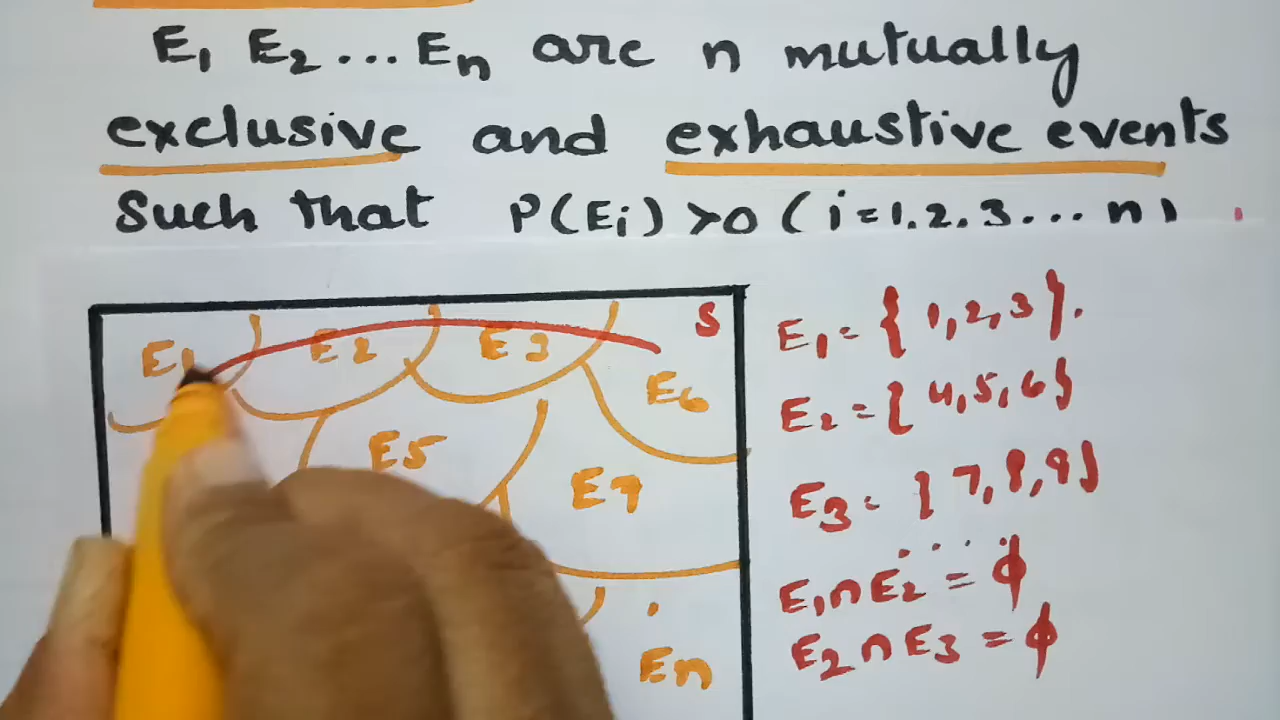 E1 E2 ... En are n mutually
exclusive and exhaustive events
Such that P(Ei) >0 (i=1.2.3... n)
S
E1 E2 E3
E6
E5
E7
En
E1 = { 1,2,3}.
E2 = { 4,5,6}
E3 = { 7,8,9}
....
E1∩E2 = ϕ
E2∩E3 = ϕ